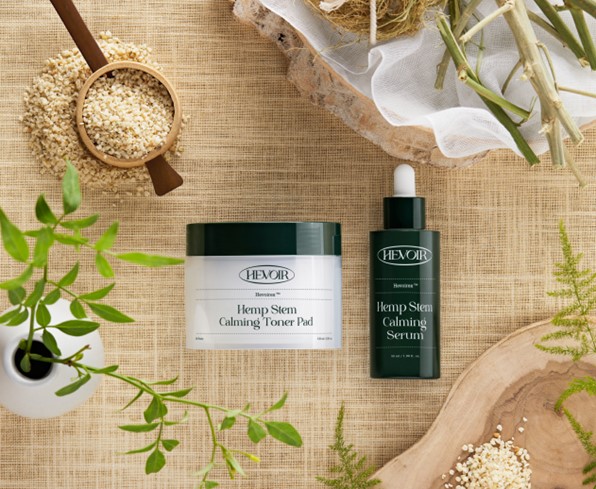 HEVOIR
Hemp Stem
Calming Toner Pad
HEVOIR
Hemp Stem
Calming
Serum